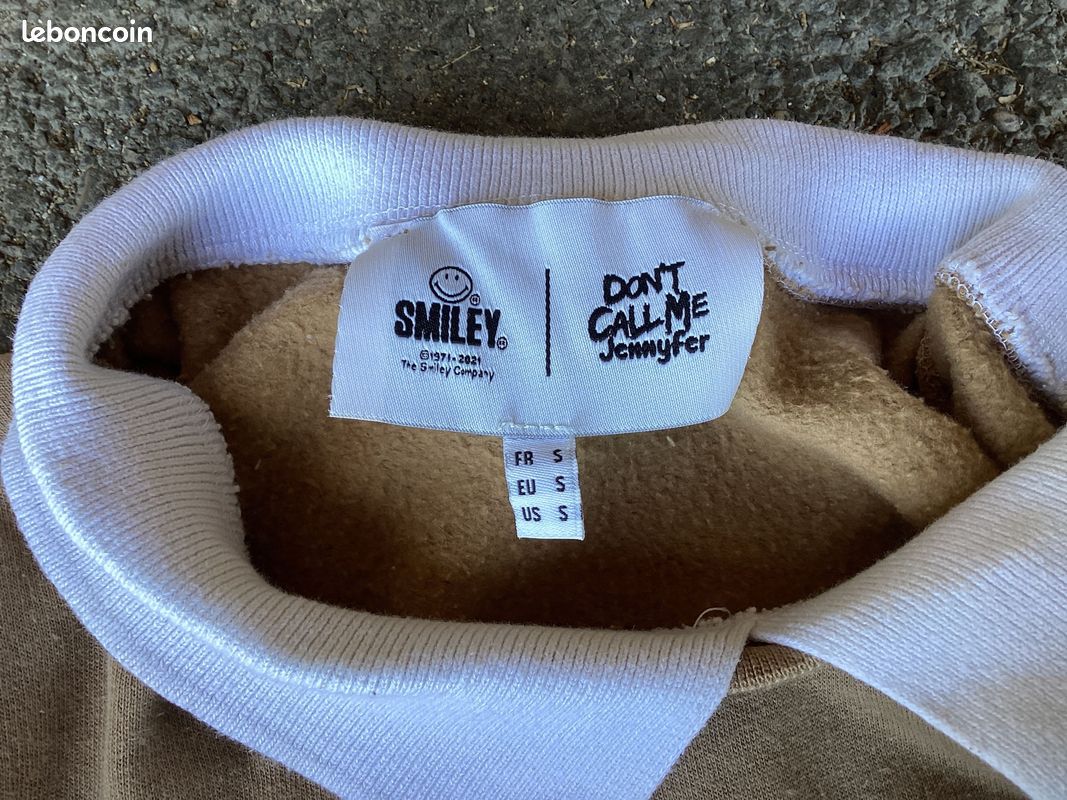 leboncoin
SMILEY®
© 1971-2021
The Smiley Company
DON'T
CALL ME
Jennyfer
FR S
EU S
US S